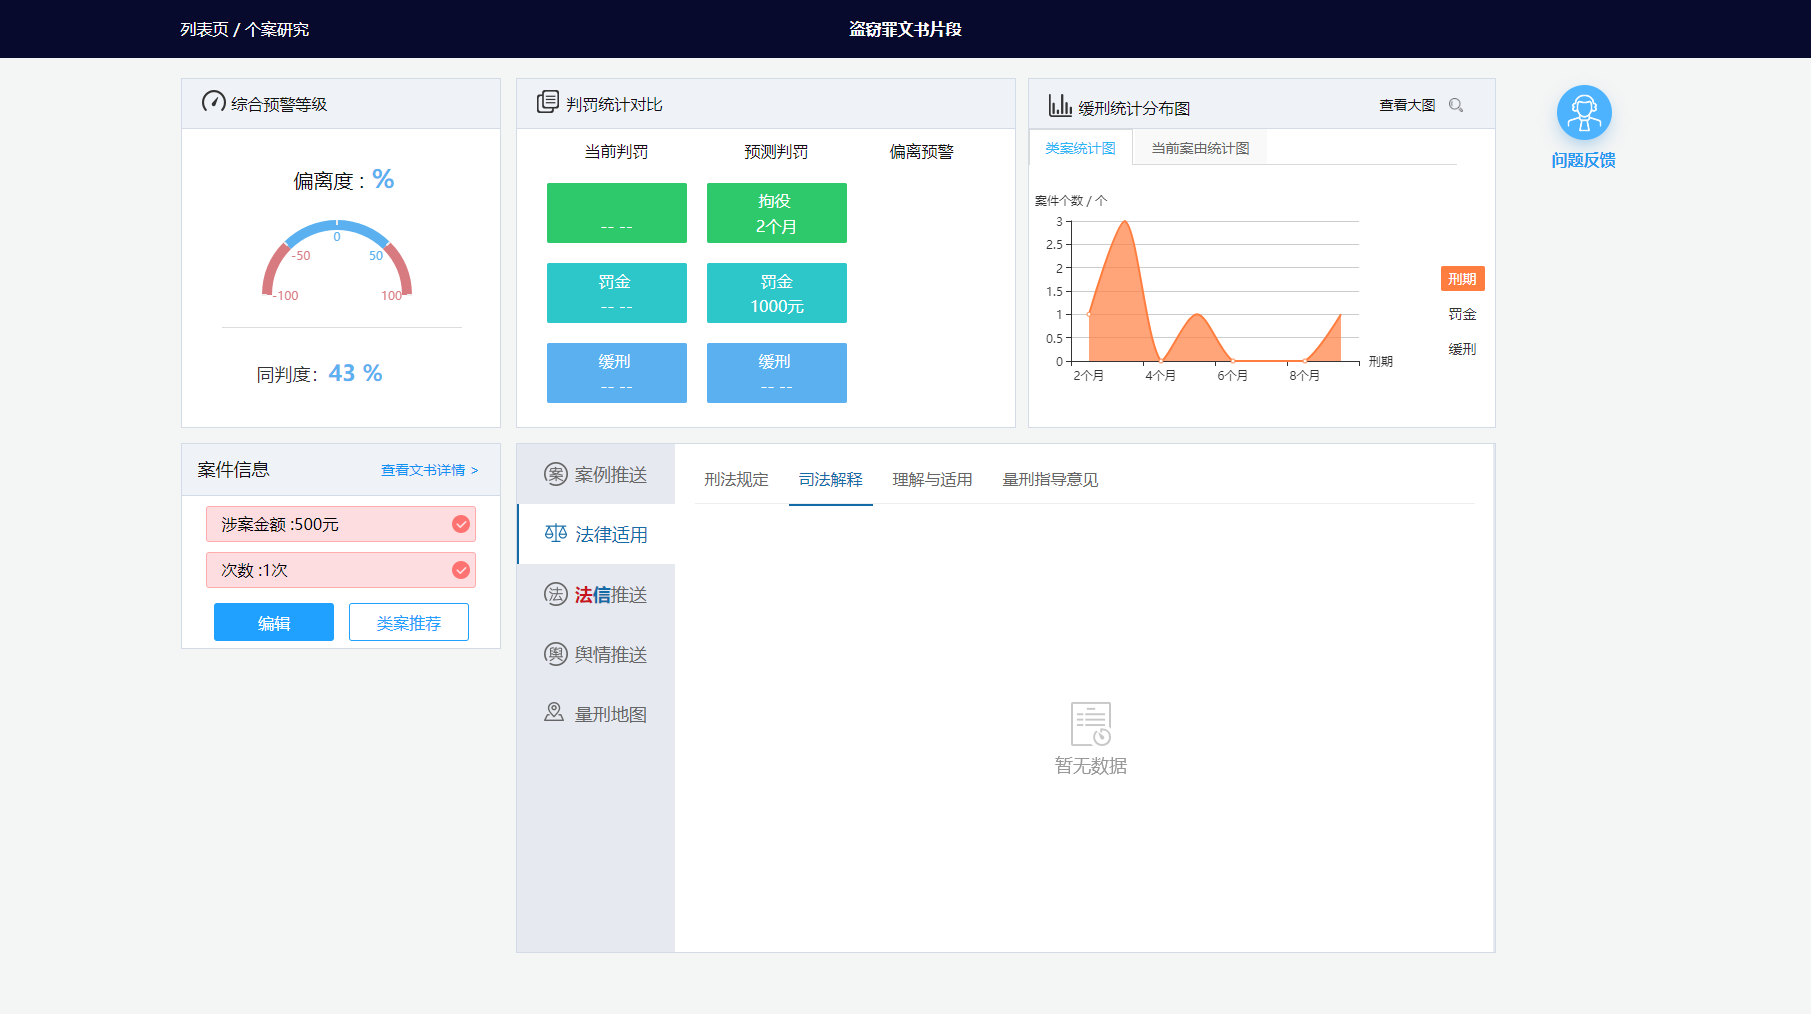 列表页 / 个案研究
盗窃罪文书片段
综合预警等级
偏离度 : %
0
-50
50
-100
100
同判度: 43 %
判罚统计对比
当前判罚
预测判罚
偏离预警
-- --
拘役
2个月
罚金
-- --
罚金
1000元
缓刑
-- --
缓刑
-- --
缓刑统计分布图
查看大图
类案统计图
当前案由统计图
案件个数 / 个
3
2.5
2
1.5
1
0.5
0
2个月
4个月
6个月
8个月
刑期
刑期
罚金
缓刑
问题反馈
案件信息
查看文书详情 >
涉案金额 :500元
次数 :1次
编辑
类案推荐
案 案例推送
法律适用
法 法信推送
舆 舆情推送
量刑地图
刑法规定
司法解释
理解与适用
量刑指导意见
暂无数据